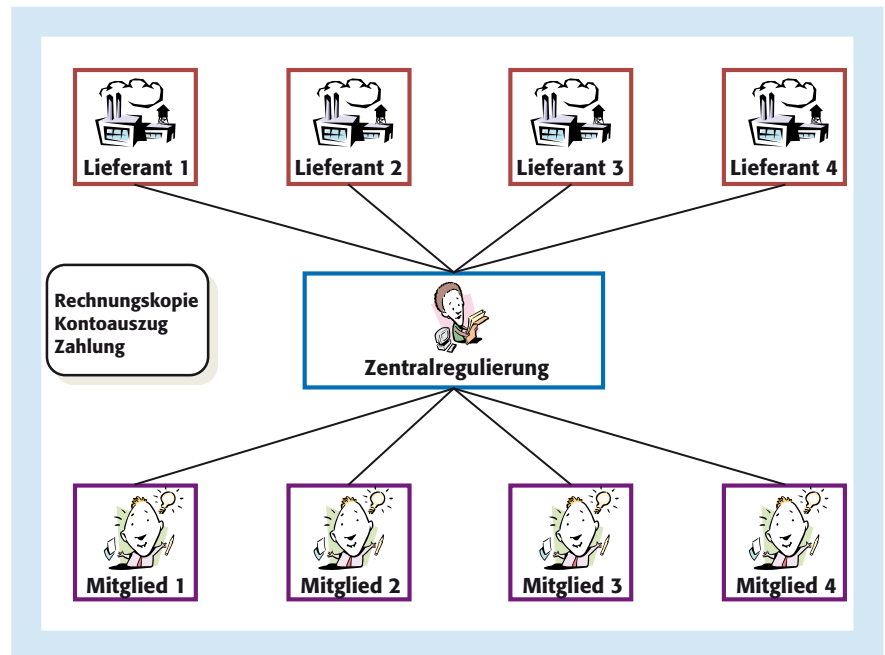 Lieferant 1
Lieferant 2
Lieferant 3
Lieferant 4
Rechnungskopie
Kontoauszug
Zahlung
Zentralregulierung
Mitglied 1
Mitglied 2
Mitglied 3
Mitglied 4